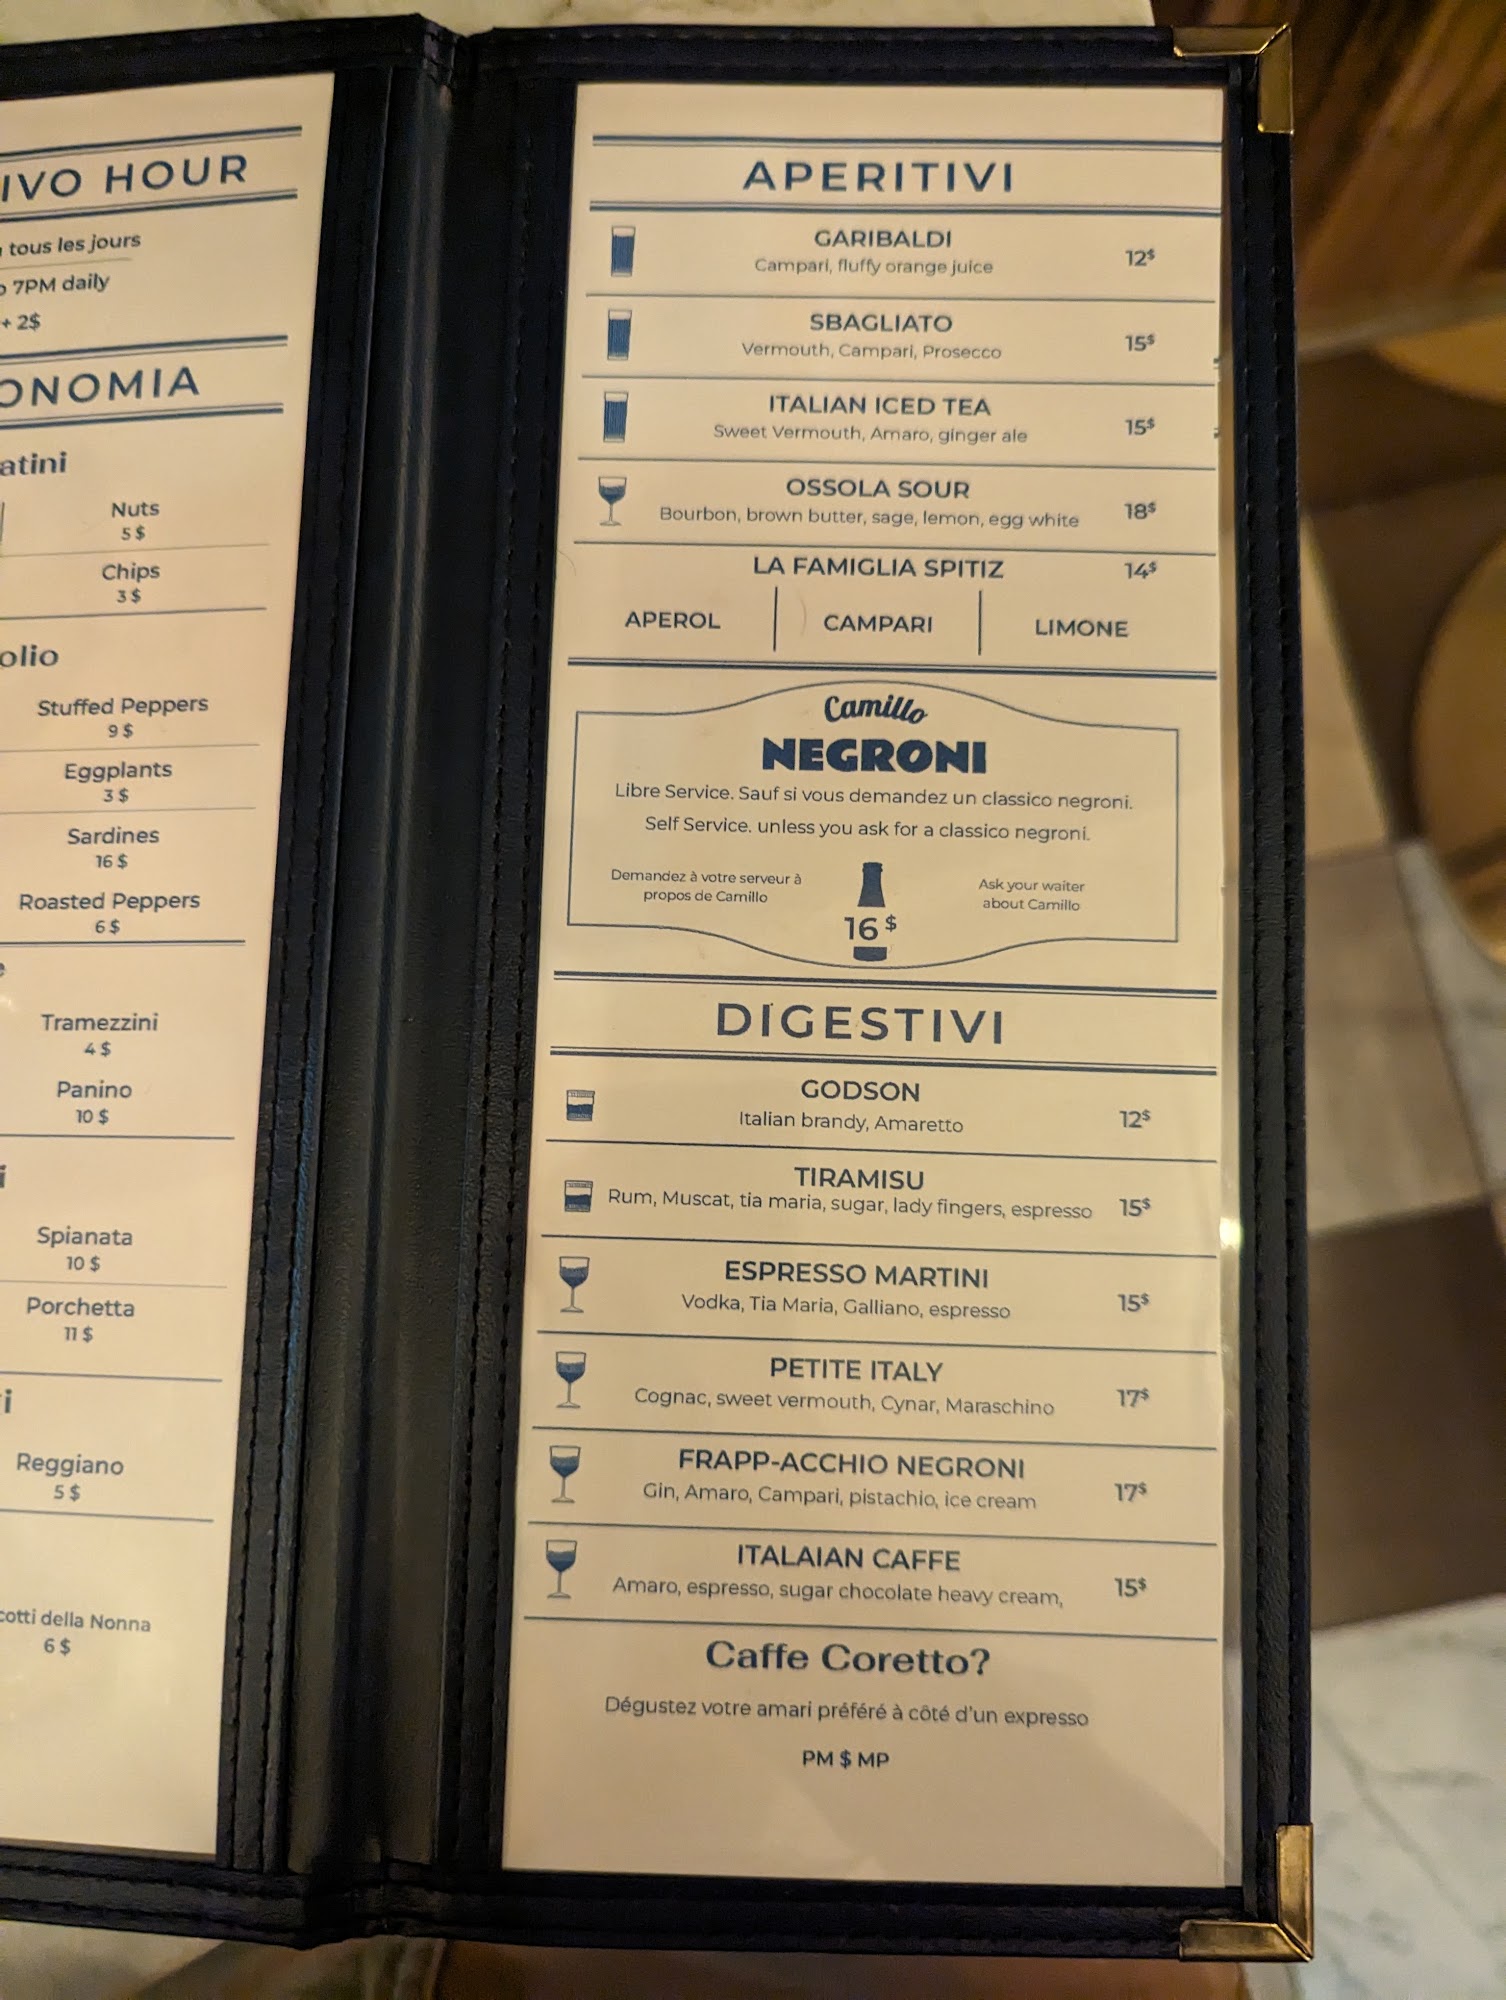 IVO HOUR
tous les jours
7PM daily
+ 2$
ONOMIA
atini
Nuts
5 $
Chips
3 $
olio
Stuffed Peppers
9 $
Eggplants
3 $
Sardines
16 $
Roasted Peppers
6 $
Tramezzini
4 $
Panino
10 $
Spianata
10 $
Porchetta
11 $
Reggiano
5 $
cotti della Nonna
6 $
APERITIVI
GARIBALDI
Campari, fluffy orange juice
12$
SBAGLIATO
Vermouth, Campari, Prosecco
15$
ITALIAN ICED TEA
Sweet Vermouth, Amaro, ginger ale
15$
OSSOLA SOUR
Bourbon, brown butter, sage, lemon, egg white
18$
LA FAMIGLIA SPITIZ 14$
APEROL CAMPARI LIMONE
Camillo
NEGRONI
Libre Service. Sauf si vous demandez un classico negroni.
Self Service. unless you ask for a classico negroni.
Demandez à votre serveur à
propos de Camillo
Ask your waiter
about Camillo
16 $
DIGESTIVI
GODSON
Italian brandy, Amaretto
12$
TIRAMISU
Rum, Muscat, tia maria, sugar, lady fingers, espresso
15$
ESPRESSO MARTINI
Vodka, Tia Maria, Galliano, espresso
15$
PETITE ITALY
Cognac, sweet vermouth, Cynar, Maraschino
17$
FRAPP-ACCHIO NEGRONI
Gin, Amaro, Campari, pistachio, ice cream
17$
ITALAIAN CAFFE
Amaro, espresso, sugar chocolate heavy cream,
15$
Caffe Coretto?
Dégustez votre amari préféré à côté d'un expresso
PM $ MP